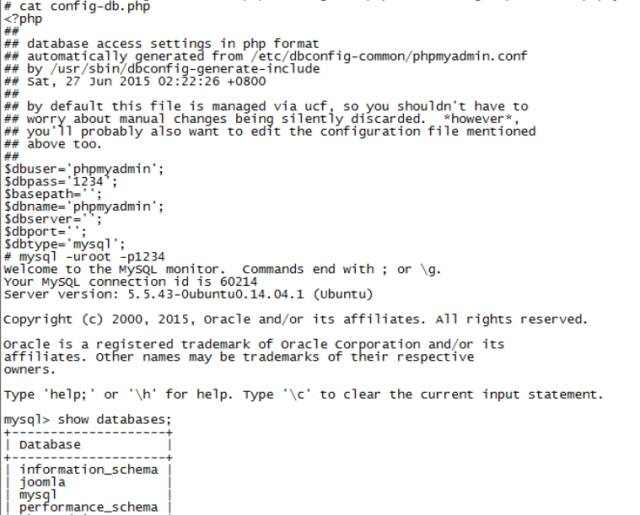 # cat config-db.php
<?php
##
## database access settings in php format
## automatically generated from /etc/dbconfig-common/phpmyadmin.conf
## by /usr/sbin/dbconfig-generate-include
## Sat, 27 Jun 2015 02:22:26 +0800
##
## by default this file is managed via ucf, so you shouldn't have to
## worry about manual changes being silently discarded.  *however*,
## you'll probably also want to edit the configuration file mentioned
## above too.
##
$dbuser='phpmyadmin';
$dbpass='1234';
$basepath='';
$dbname='phpmyadmin';
$dbserver='';
$dbport='';
$dbtype='mysql';
# mysql -uroot -p1234
Welcome to the MySQL monitor.  Commands end with ; or \g.
Your MySQL connection id is 60214
Server version: 5.5.43-0ubuntu0.14.04.1 (Ubuntu)

Copyright (c) 2000, 2015, Oracle and/or its affiliates. All rights reserved.

Oracle is a registered trademark of Oracle Corporation and/or its
affiliates. Other names may be trademarks of their respective
owners.

Type 'help;' or '\h' for help. Type '\c' to clear the current input statement.

mysql> show databases;
+--------------------+
| Database           |
+--------------------+
| information_schema |
| joomla             |
| mysql              |
| performance_schema |